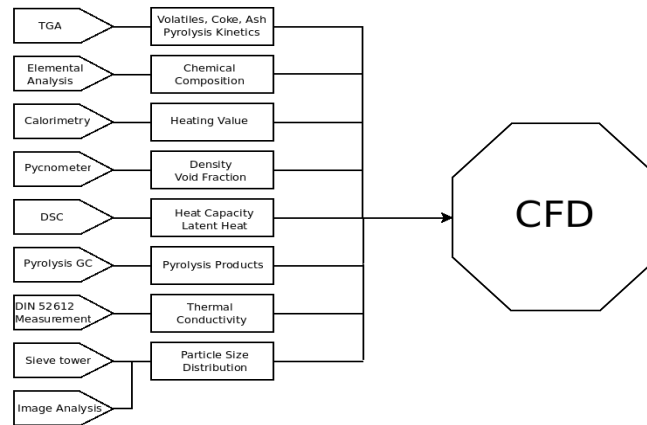 TGA
Volatiles, Coke, Ash
Pyrolysis Kinetics
Elemental
Analysis
Chemical
Composition
Calorimetry
Heating Value
Pycnometer
Density
Void Fraction
DSC
Heat Capacity
Latent Heat
CFD
Pyrolysis GC
Pyrolysis Products
DIN 52612
Measurement
Thermal
Conductivity
Sieve tower
Particle Size
Distribution
Image Analysis